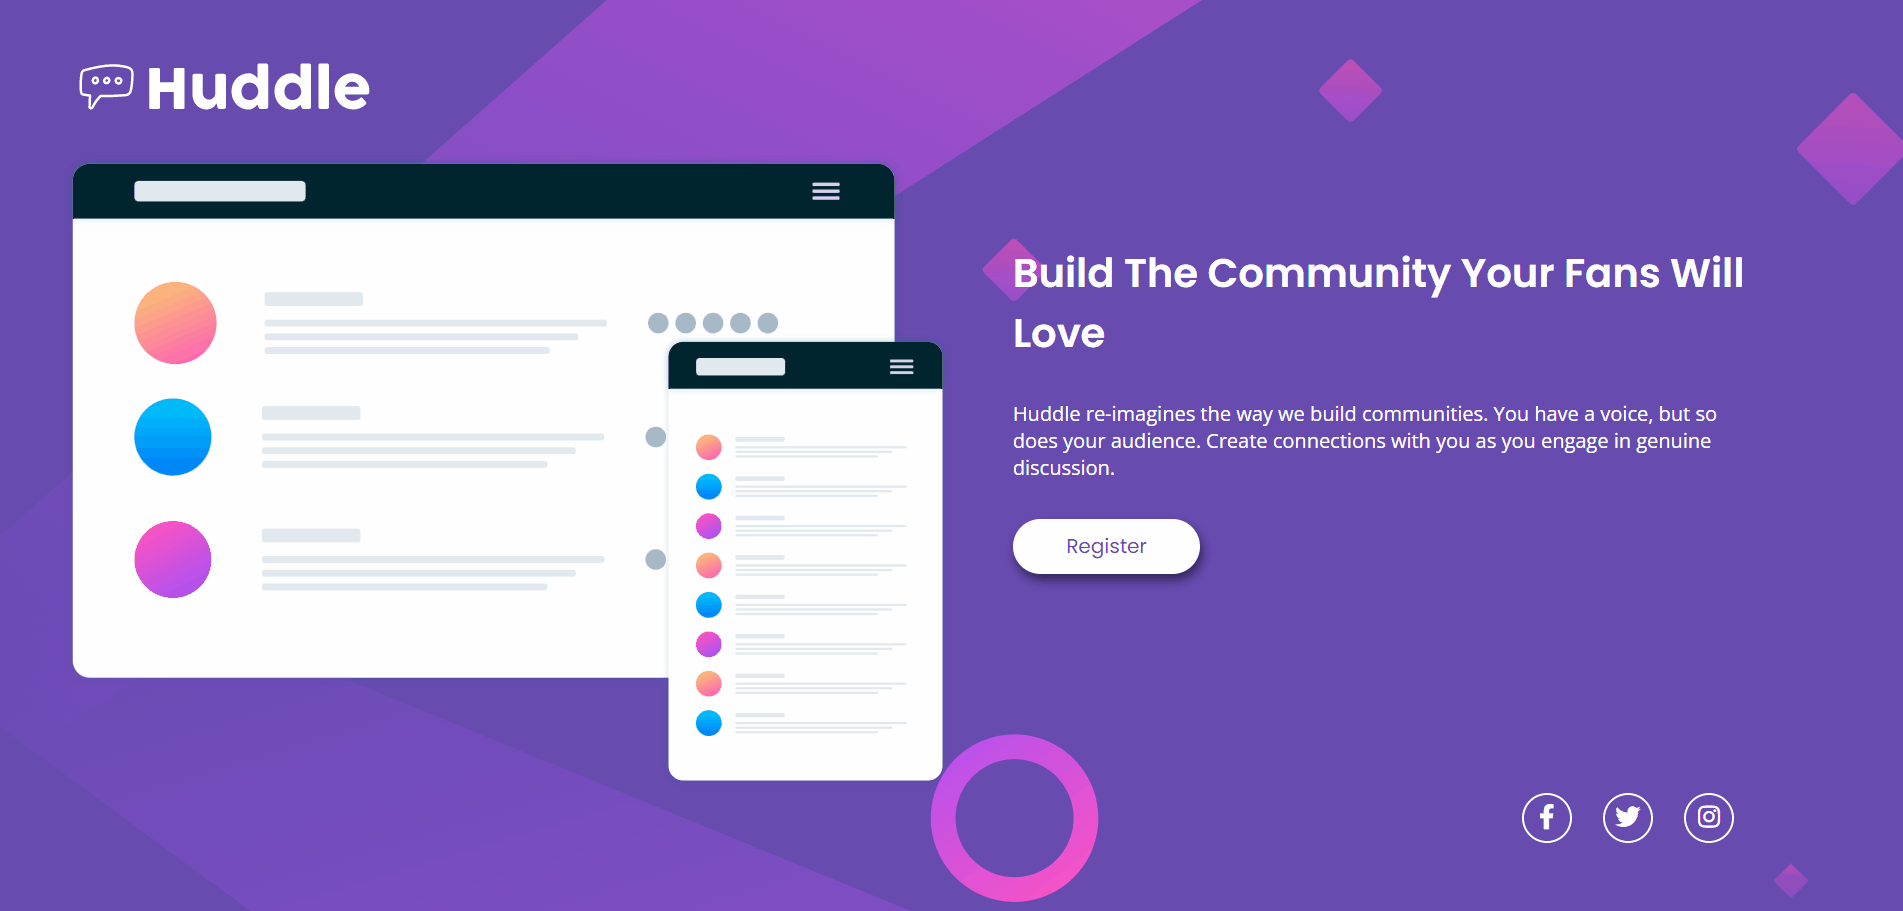 Huddle
Build The Community Your Fans Will
Love
Huddle re-imagines the way we build communities. You have a voice, but so
does your audience. Create connections with you as you engage in genuine
discussion.
Register